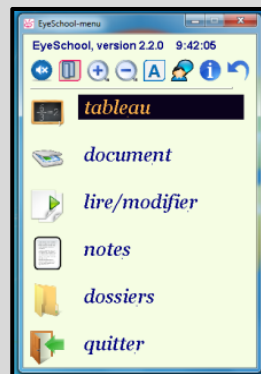 EyeSchool-menu
EyeSchool, version 2.2.0 9:42:05
A
tableau
document
lire/modifier
notes
dossiers
quitter